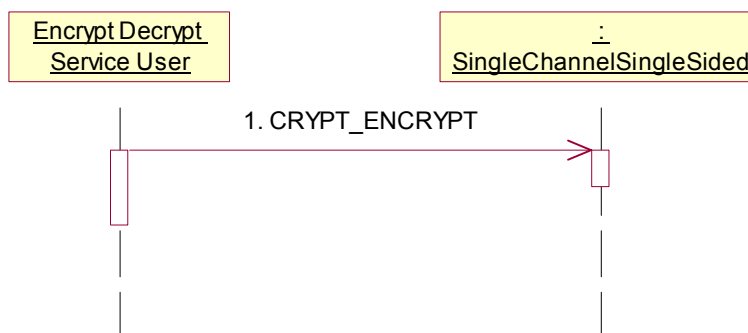 Encrypt Decrypt
Service User
:
SingleChannelSingleSided
1. CRYPT_ENCRYPT